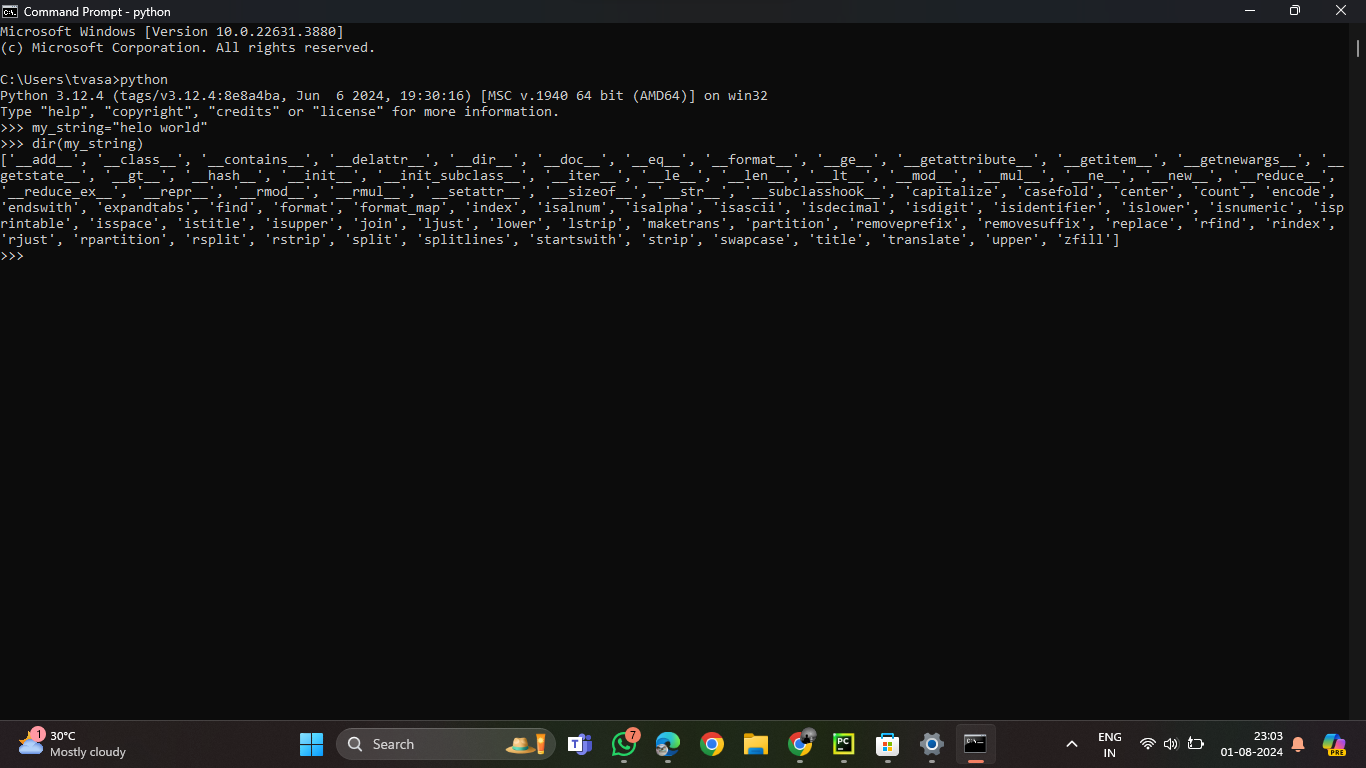 Command Prompt - python
Microsoft Windows [Version 10.0.22631.3880]
(c) Microsoft Corporation. All rights reserved.
C:\Users\tvasa>python
Python 3.12.4 (tags/v3.12.4:8e8a4ba, Jun  6 2024, 19:30:16) [MSC v.1940 64 bit (AMD64)] on win32
Type "help", "copyright", "credits" or "license" for more information.
>>> my_string="helo world"
>>> dir(my_string)
['__add__', '__class__', '__contains__', '__delattr__', '__dir__', '__doc__', '__eq__', '__format__', '__ge__', '__getattribute__', '__getitem__', '__getnewargs__', '__
getstate__', '__gt__', '__hash__', '__init__', '__init_subclass__', '__iter__', '__le__', '__len__', '__lt__', '__mod__', '__mul__', '__ne__', '__new__', '__reduce__',
'__reduce_ex__', '__repr__', '__rmod__', '__rmul__', '__setattr__', '__sizeof__', '__str__', '__subclasshook__', 'capitalize', 'casefold', 'center', 'count', 'encode',
'endswith', 'expandtabs', 'find', 'format', 'format_map', 'index', 'isalnum', 'isalpha', 'isascii', 'isdecimal', 'isdigit', 'isidentifier', 'islower', 'isnumeric', 'isp
rintable', 'isspace', 'istitle', 'isupper', 'join', 'ljust', 'lower', 'lstrip', 'maketrans', 'partition', 'removeprefix', 'removesuffix', 'replace', 'rfind', 'rindex',
'rjust', 'rpartition', 'rsplit', 'rstrip', 'split', 'splitlines', 'startswith', 'strip', 'swapcase', 'title', 'translate', 'upper', 'zfill']
>>>
1
30°C
Mostly cloudy
Search
7
PC
ENG
IN
23:03
01-08-2024
PRE